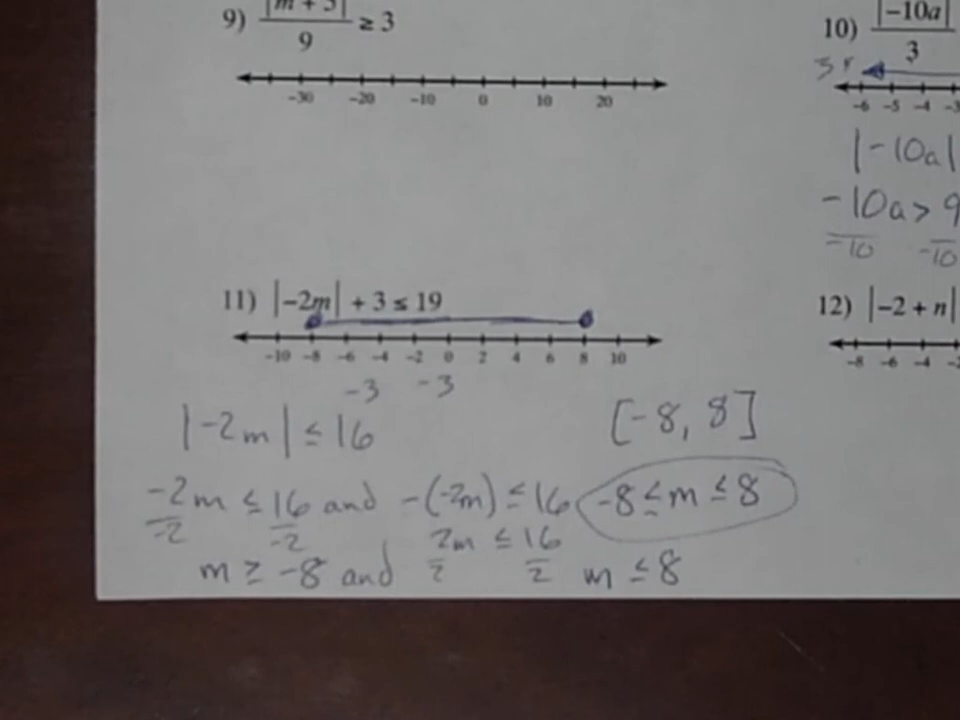 9) |m + 5| / 9 ≥ 3
-30 -20 -10 0 10 20
10) |-10a| / 3
-6 -5 -4 -3
|-10a|
-10a > 9
-10 -10
11) |-2m| + 3 ≤ 19
-10 -8 -6 -4 -2 0 2 4 6 8 10
-3 -3
|-2m| ≤ 16
[-8, 8]
-2m ≤ 16 and -(-2m) ≤ 16 -8 ≤ m ≤ 8
-2 -2 2m ≤ 16
m ≥ -8 and 2 2 m ≤ 8
12) |-2 + n|
-8 -6 -4 -2